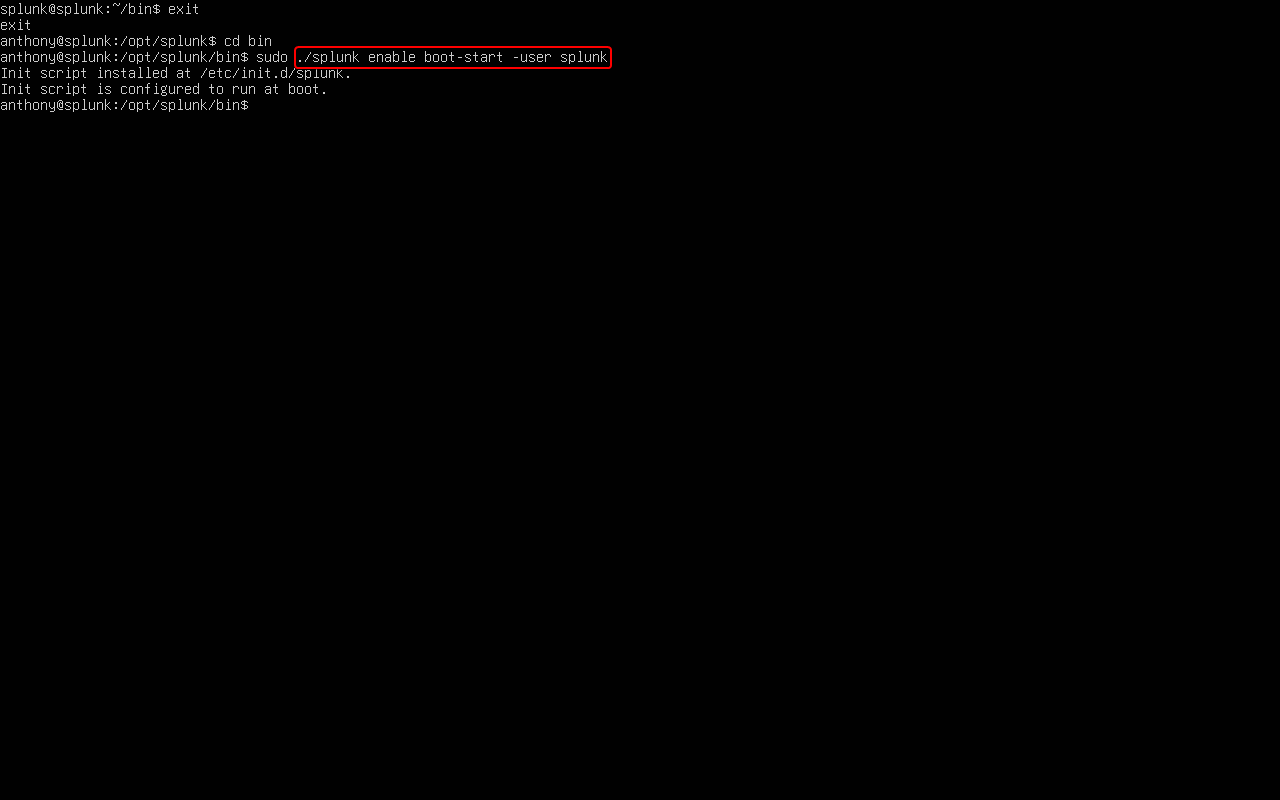 splunk@splunk:~/bin$ exit
exit
anthony@splunk:/opt/splunk$ cd bin
anthony@splunk:/opt/splunk/bin$ sudo ./splunk enable boot-start -user splunk
Init script installed at /etc/init.d/splunk.
Init script is configured to run at boot.
anthony@splunk:/opt/splunk/bin$